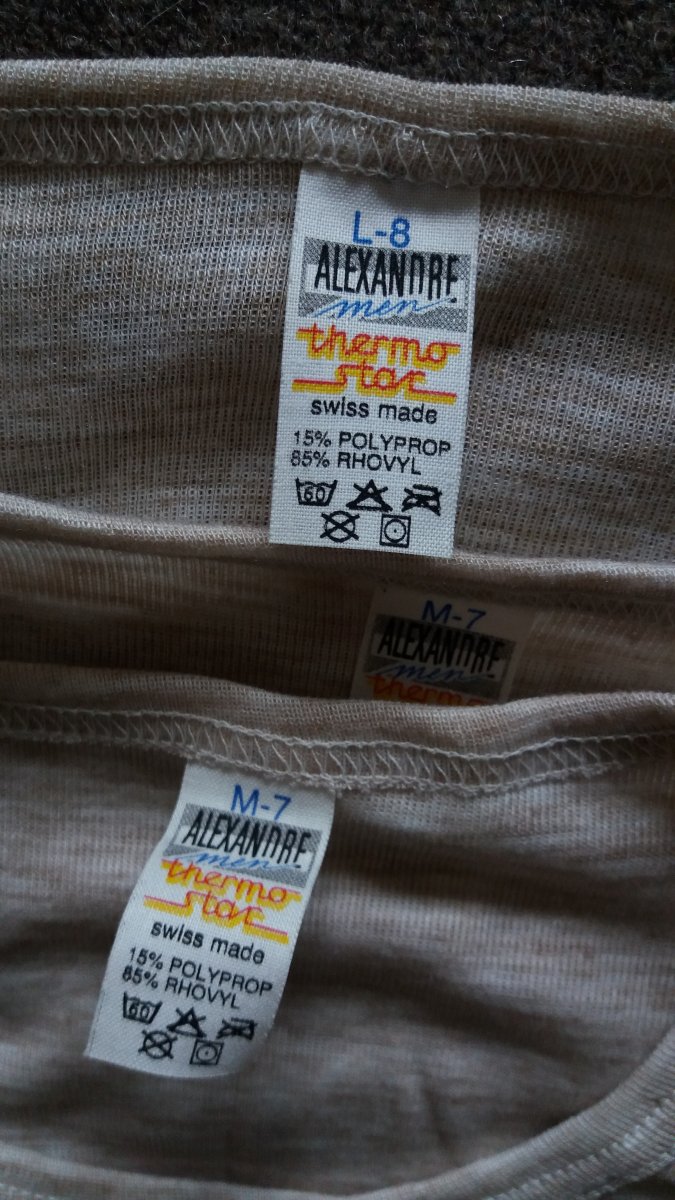 L-8
ALEXANDRE
men
thermo
star
swiss made
15% POLYPROP
85% RHOVYL
60
M-7
ALEXANDRE
men
thermo
M-7
ALEXANDRE
men
thermo
star
swiss made
15% POLYPROP
85% RHOVYL
60